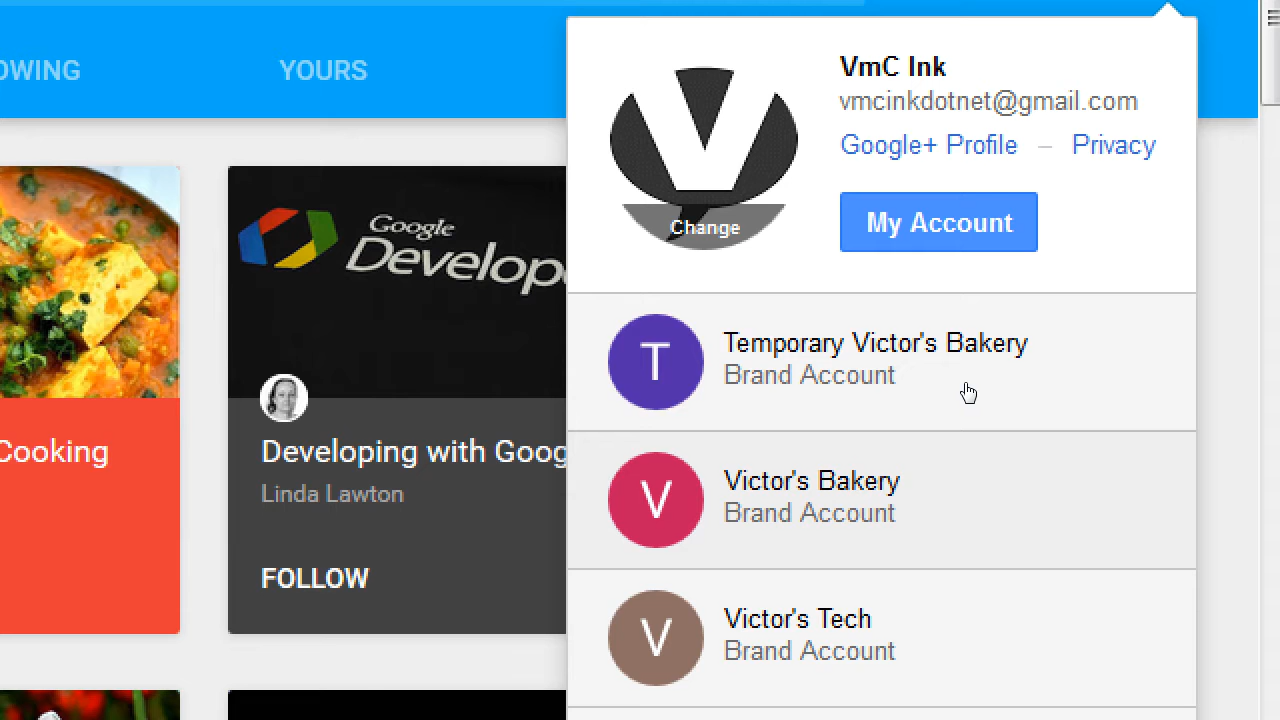 OWING
YOURS
Cooking
Google
Develop
Developing with Goog
Linda Lawton
FOLLOW
VmC Ink
vmcinkdotnet@gmail.com
Google+ Profile – Privacy
Change
My Account
T
Temporary Victor's Bakery
Brand Account
V
Victor's Bakery
Brand Account
V
Victor's Tech
Brand Account